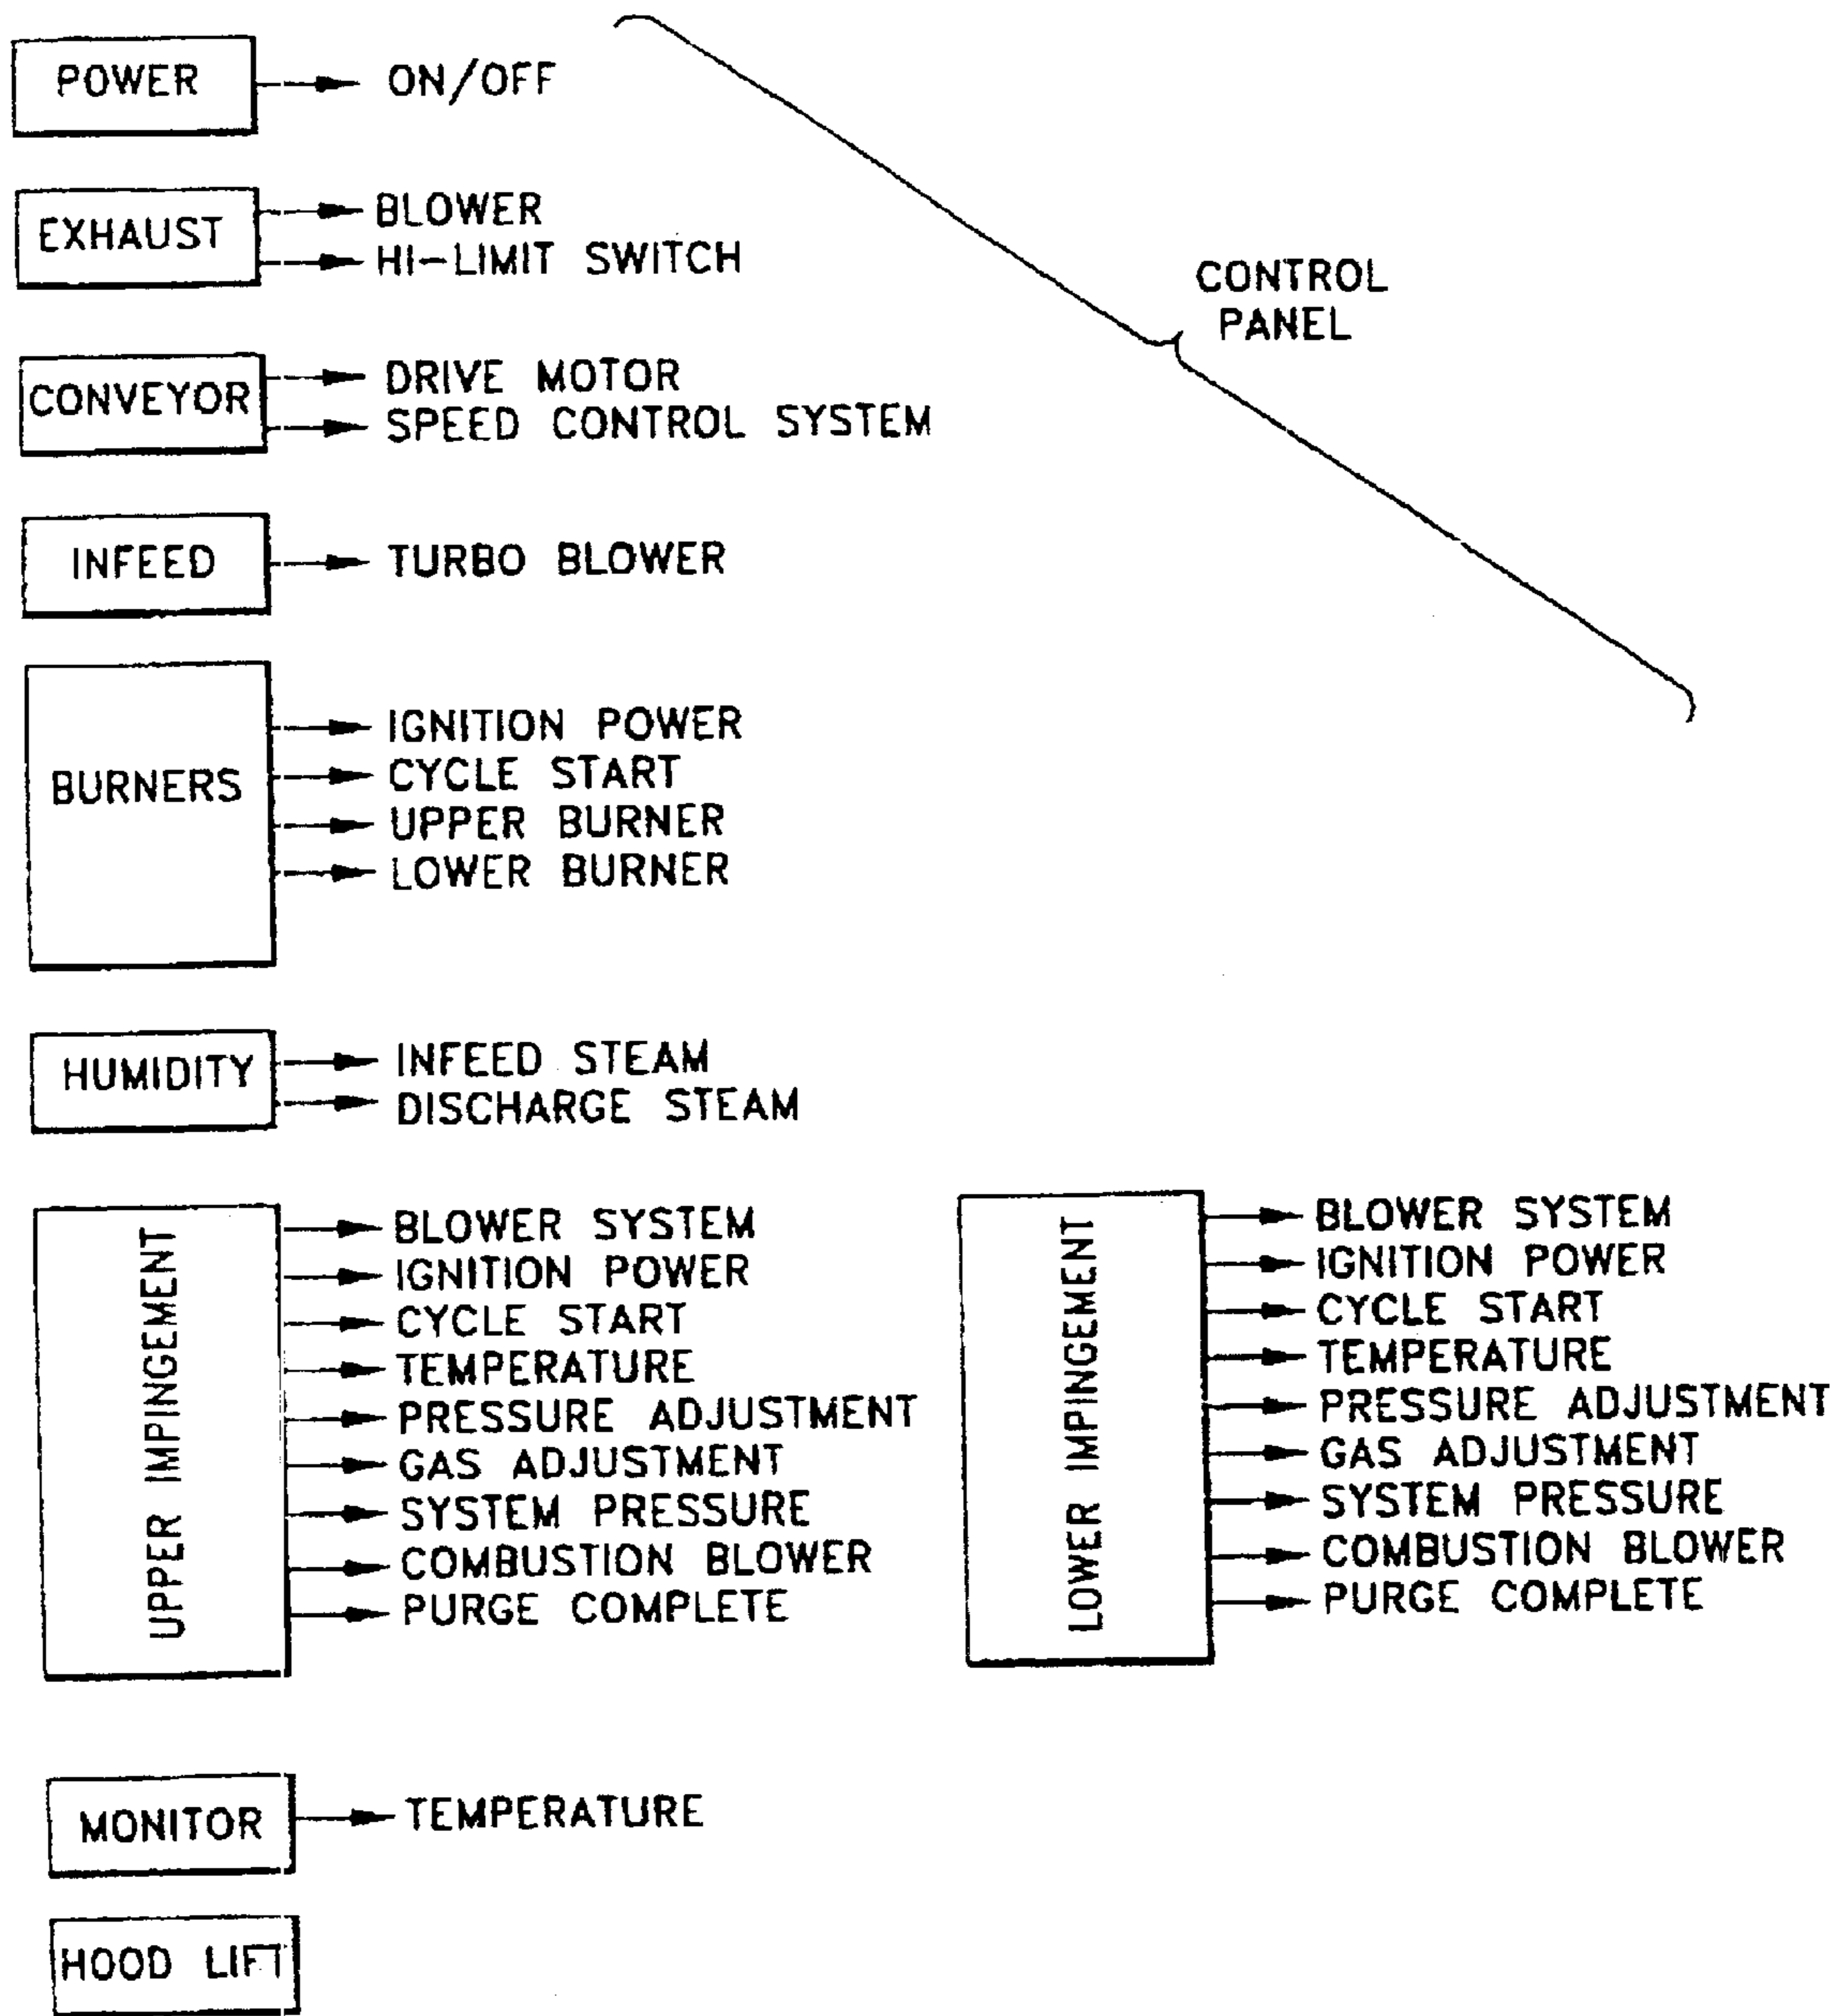 POWER
ON/OFF
EXHAUST
BLOWER
HI-LIMIT SWITCH
CONTROL
PANEL
CONVEYOR
DRIVE MOTOR
SPEED CONTROL SYSTEM
INFEED
TURBO BLOWER
BURNERS
IGNITION POWER
CYCLE START
UPPER BURNER
LOWER BURNER
HUMIDITY
INFEED STEAM
DISCHARGE STEAM
UPPER IMPINGEMENT
BLOWER SYSTEM
IGNITION POWER
CYCLE START
TEMPERATURE
PRESSURE ADJUSTMENT
GAS ADJUSTMENT
SYSTEM PRESSURE
COMBUSTION BLOWER
PURGE COMPLETE
LOWER IMPINGEMENT
BLOWER SYSTEM
IGNITION POWER
CYCLE START
TEMPERATURE
PRESSURE ADJUSTMENT
GAS ADJUSTMENT
SYSTEM PRESSURE
COMBUSTION BLOWER
PURGE COMPLETE
MONITOR
TEMPERATURE
HOOD LIFT